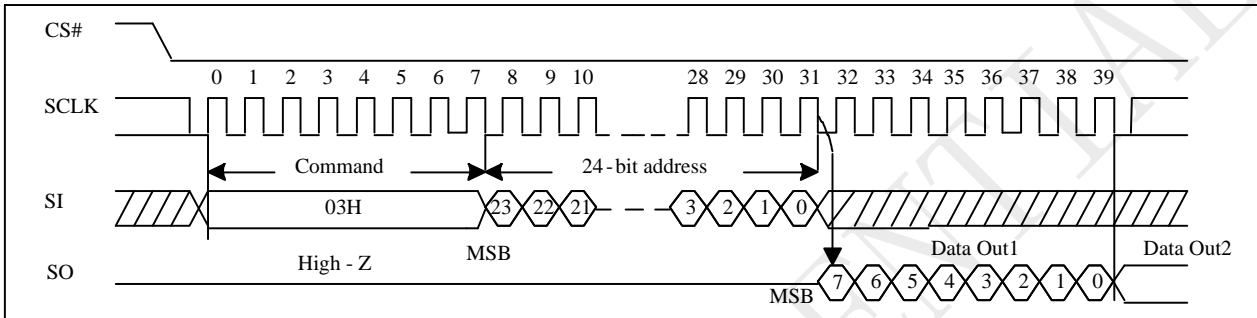 CS#
0 1 2 3 4 5 6 7 8 9 10 28 29 30 31 32 33 34 35 36 37 38 39
SCLK
Command 24-bit address
SI 03H 23 22 21 3 2 1 0
MSB Data Out1 Data Out2
High - Z
SO
MSB 7 6 5 4 3 2 1 0